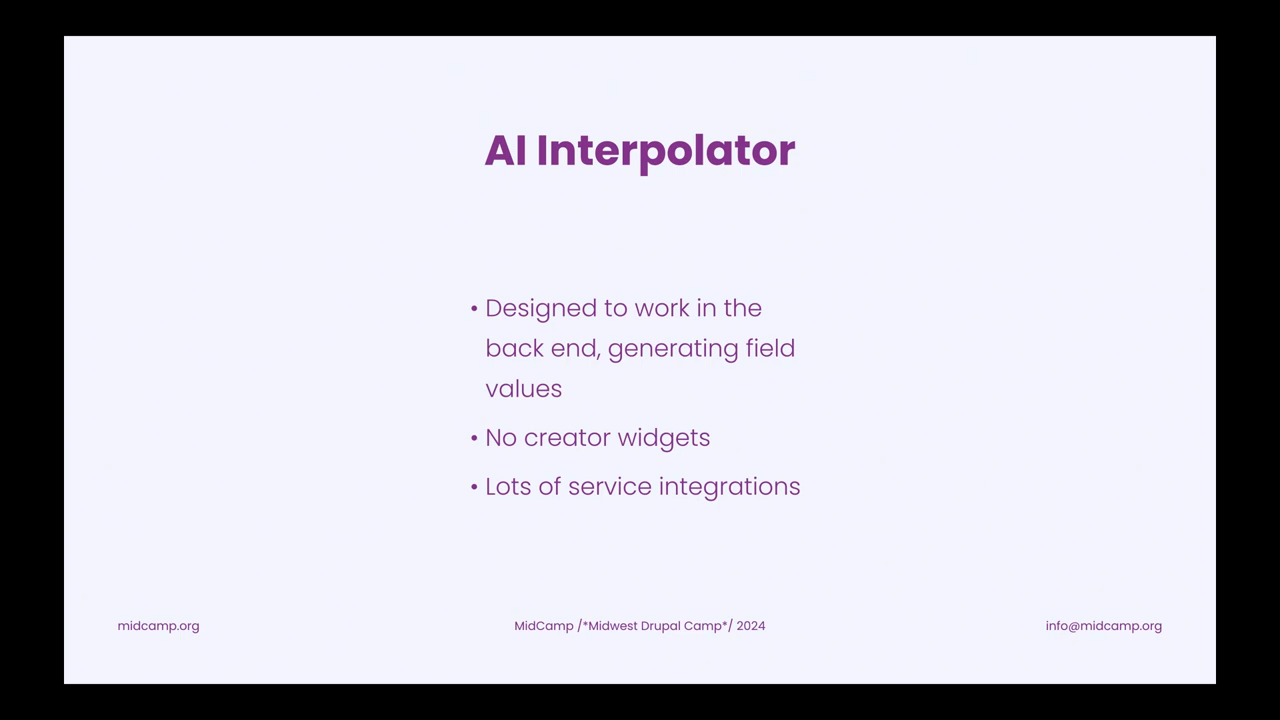 AI Interpolator
• Designed to work in the
back end, generating field
values
• No creator widgets
• Lots of service integrations
midcamp.org
MidCamp /*Midwest Drupal Camp*/ 2024
info@midcamp.org